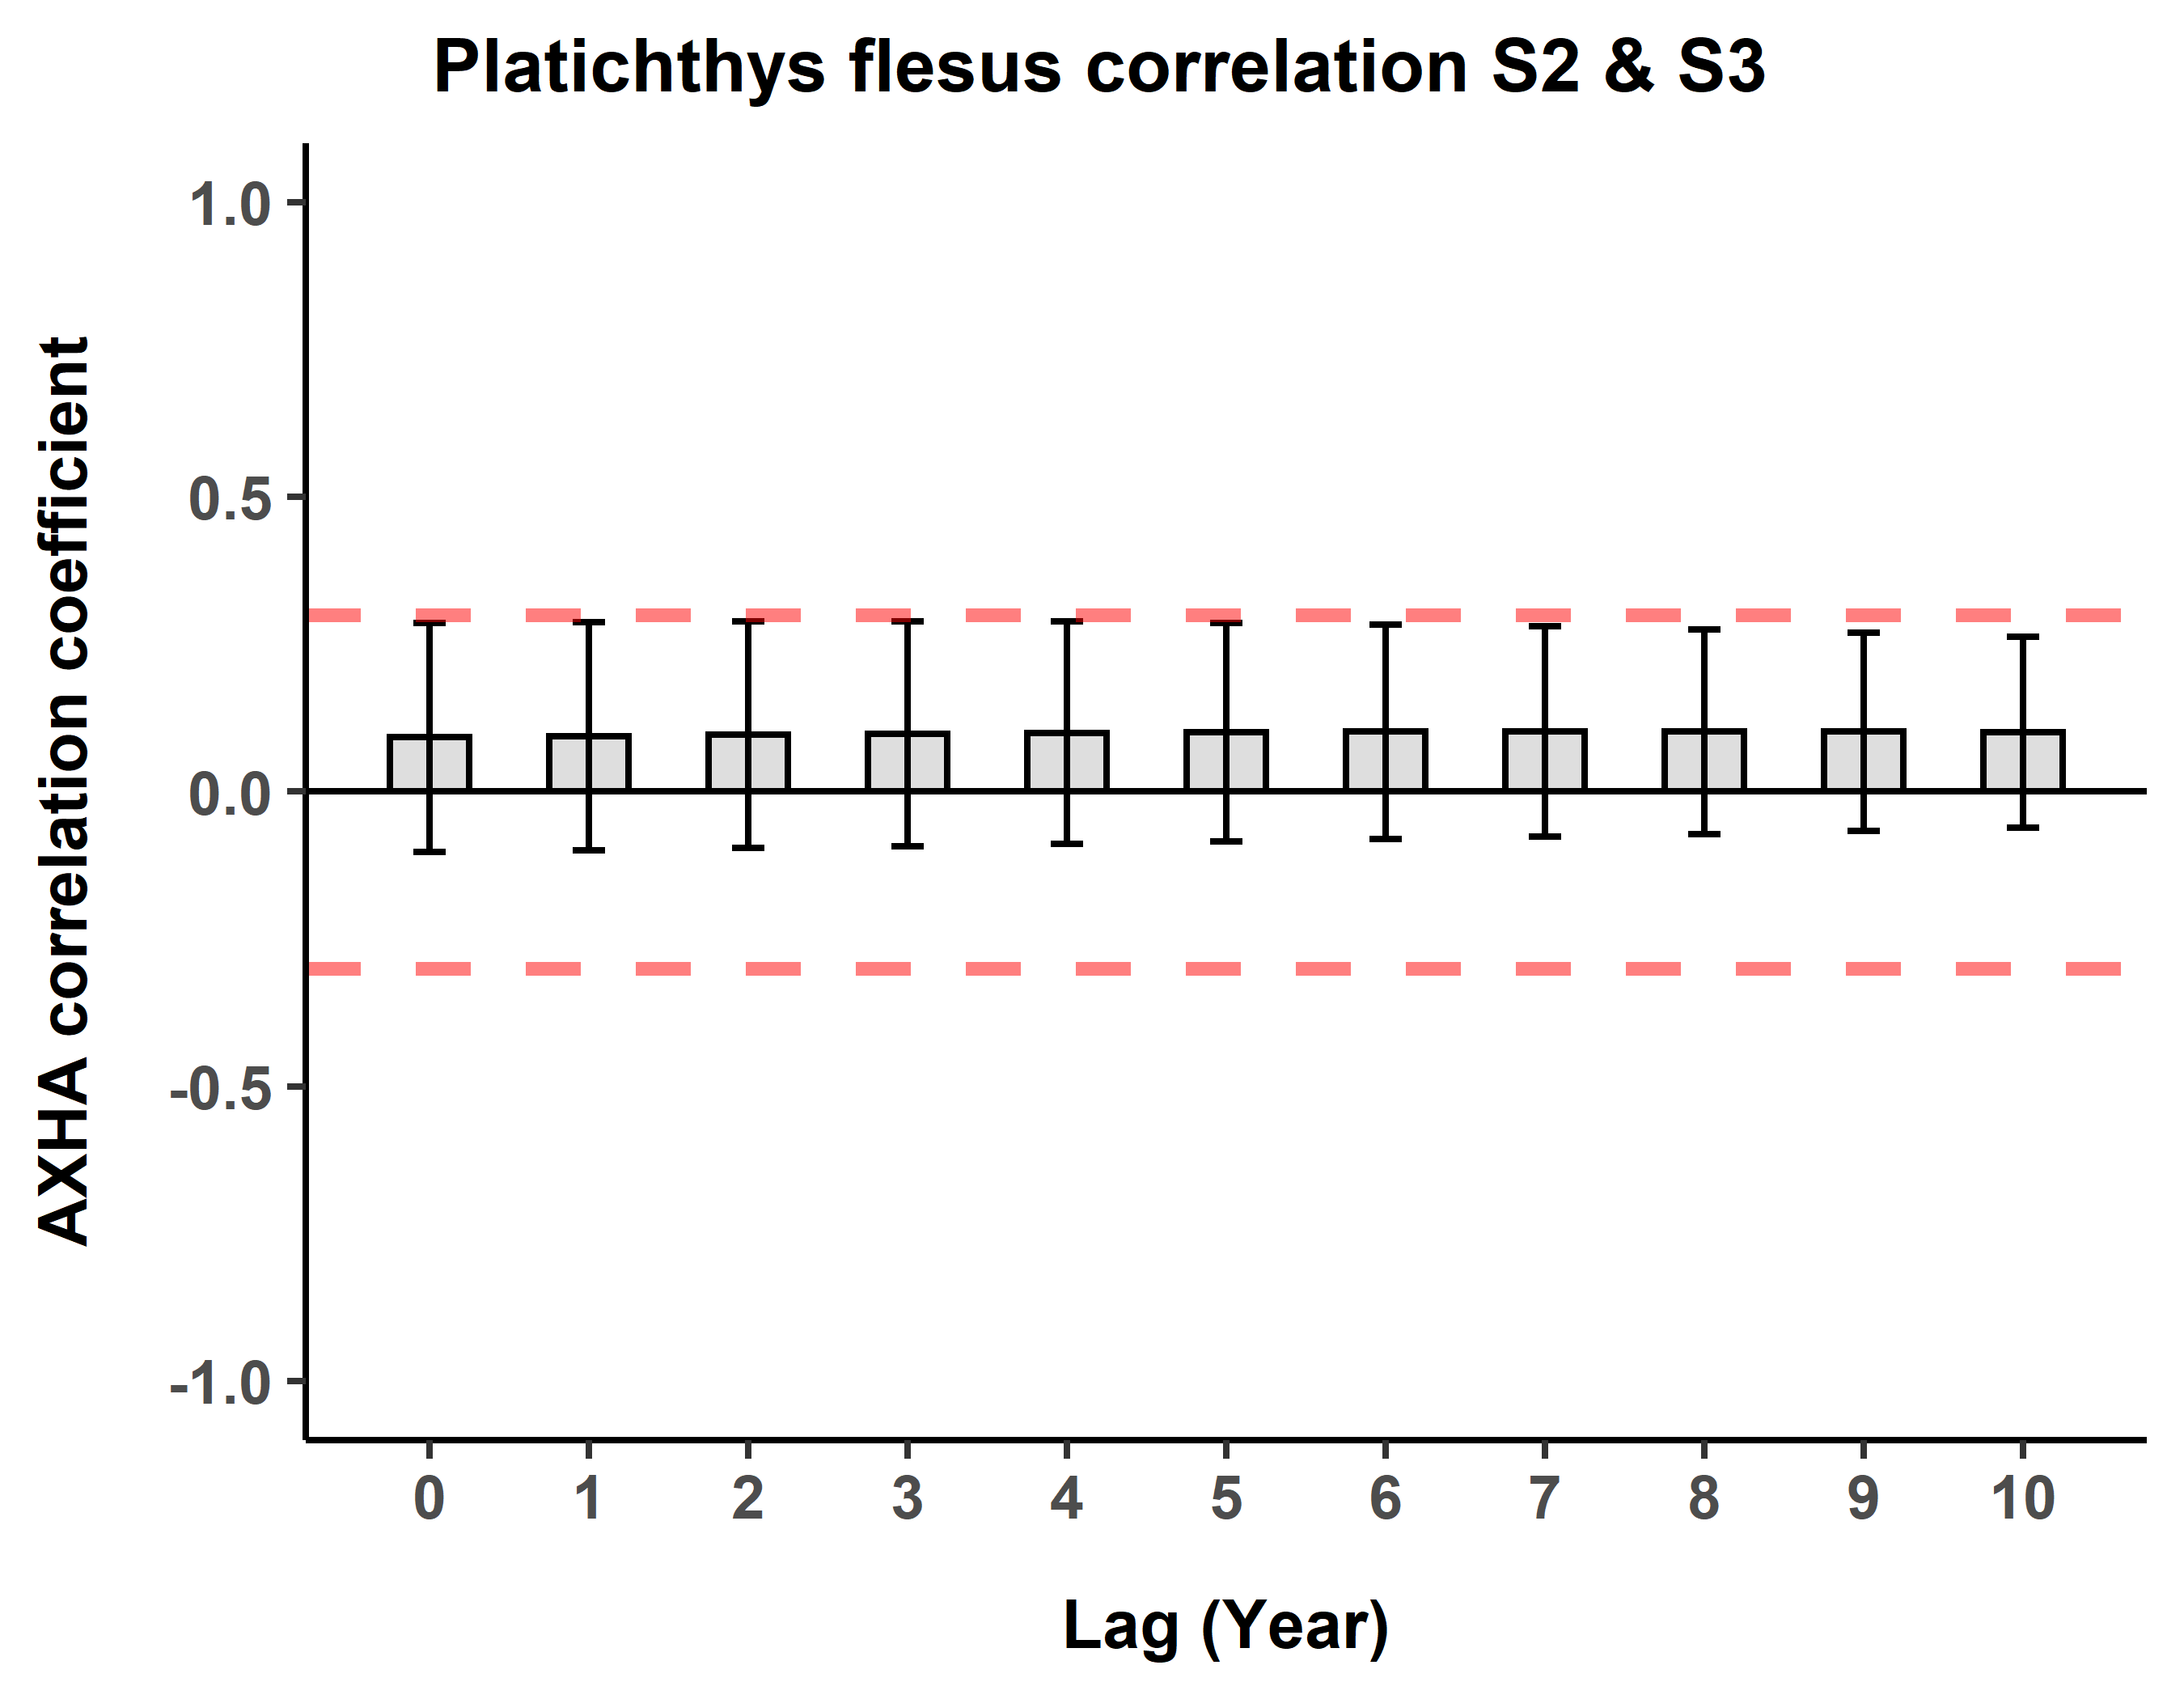 Platichthys flesus correlation S2 & S3
AXHA correlation coefficient
1.0
0.5
0.0
-0.5
-1.0
0 1 2 3 4 5 6 7 8 9 10
Lag (Year)